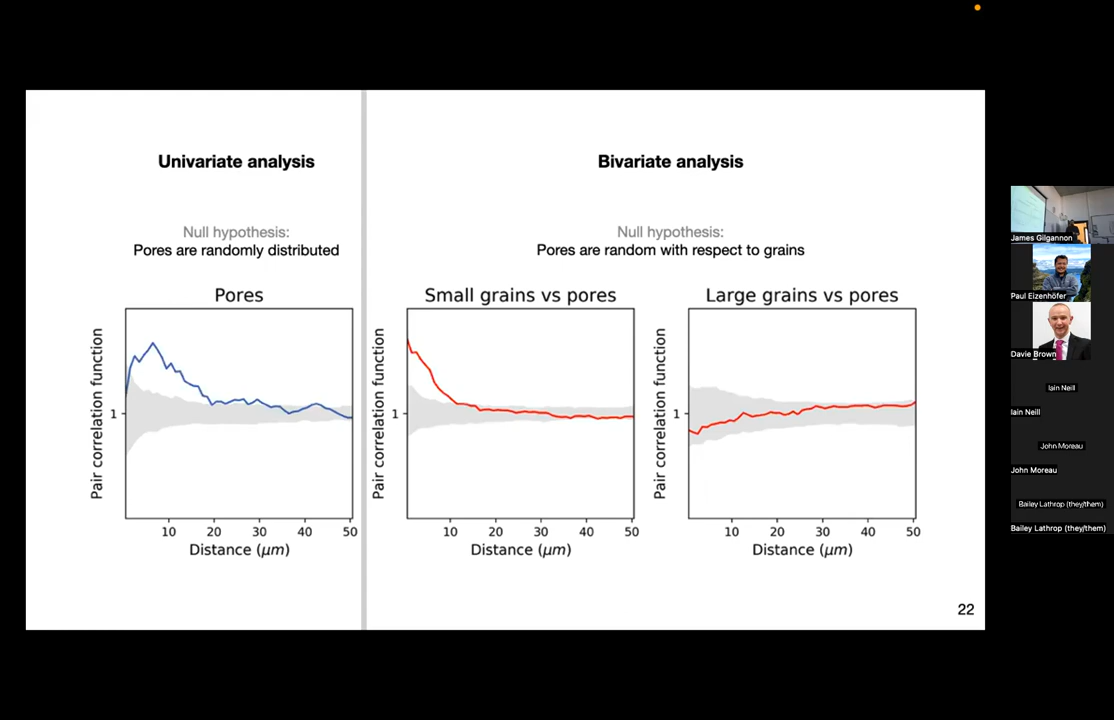 Univariate analysis
Null hypothesis:
Pores are randomly distributed
Pores
Pair correlation function
1
10 20 30 40 50
Distance (μm)
Bivariate analysis
Null hypothesis:
Pores are random with respect to grains
Small grains vs pores
Pair correlation function
1
10 20 30 40 50
Distance (μm)
Large grains vs pores
Pair correlation function
1
10 20 30 40 50
Distance (μm)
22
James Gilgannon
Paul Eizenhöfer
Davie Brown
Iain Neill
Iain Neill
John Moreau
John Moreau
Bailey Lathrop (they/them)
Bailey Lathrop (they/them)